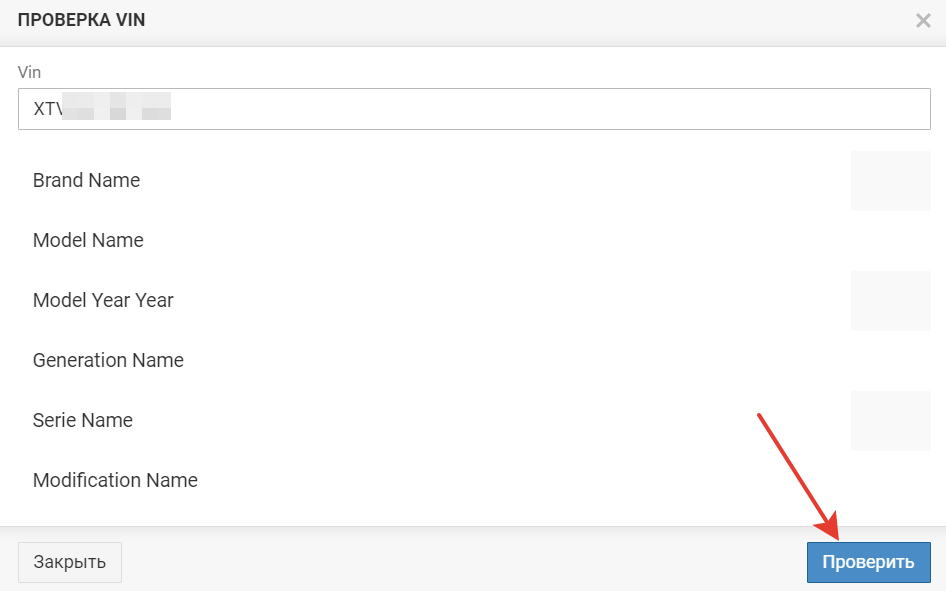 ПРОВЕРКА VIN
Vin
XTV
Brand Name
Model Name
Model Year Year
Generation Name
Serie Name
Modification Name
Закрыть
Проверить